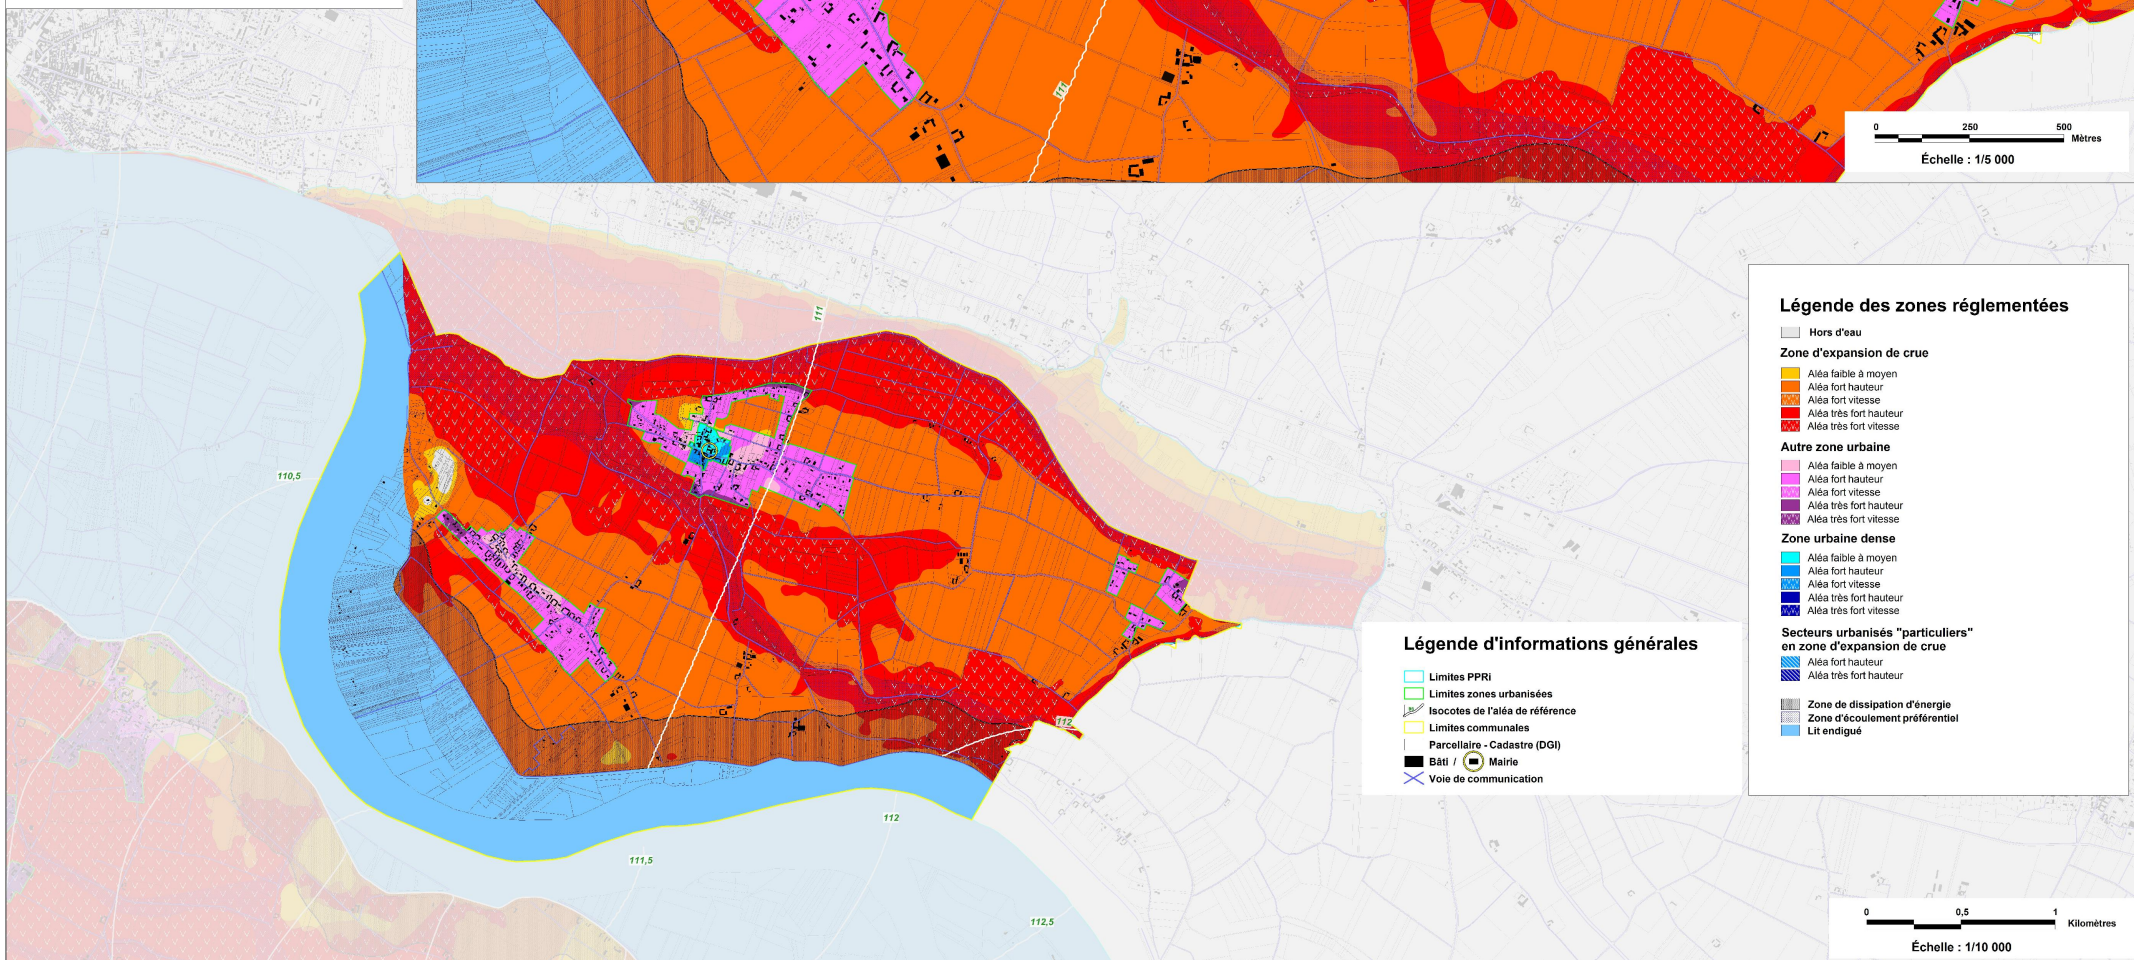 111
0 250 500
Mètres
Échelle : 1/5 000
111
110,5
112
112
111,5
112,5
Légende d'informations générales
Limites PPRi
Limites zones urbanisées
Isocotes de l'aléa de référence
Limites communales
Parcellaire - Cadastre (DGI)
Bâti / Mairie
Voie de communication
Légende des zones réglementées
Hors d'eau
Zone d'expansion de crue
Aléa faible à moyen
Aléa fort hauteur
Aléa fort vitesse
Aléa très fort hauteur
Aléa très fort vitesse
Autre zone urbaine
Aléa faible à moyen
Aléa fort hauteur
Aléa fort vitesse
Aléa très fort hauteur
Aléa très fort vitesse
Zone urbaine dense
Aléa faible à moyen
Aléa fort hauteur
Aléa fort vitesse
Aléa très fort hauteur
Aléa très fort vitesse
Secteurs urbanisés "particuliers"
en zone d'expansion de crue
Aléa fort hauteur
Aléa très fort hauteur
Zone de dissipation d'énergie
Zone d'écoulement préférentiel
Lit endigué
0 0,5 1
Kilomètres
Échelle : 1/10 000